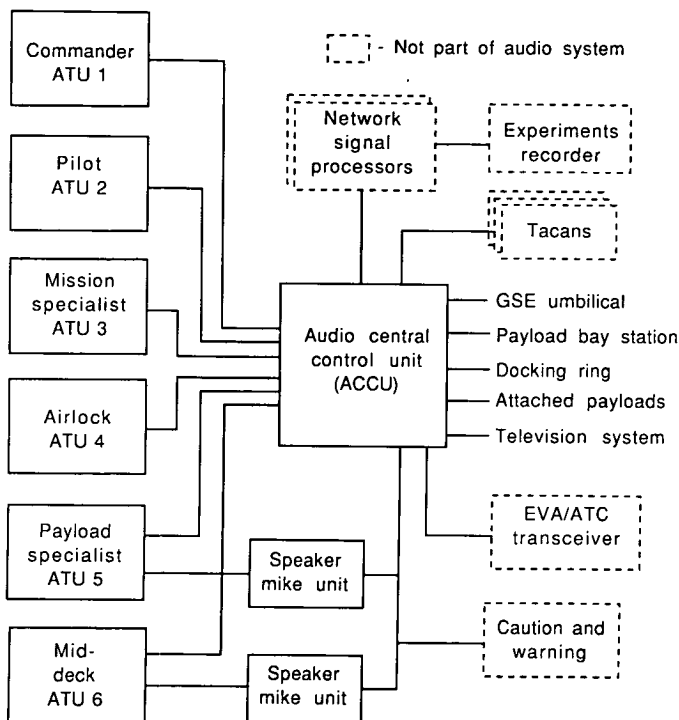 Commander
ATU 1
- Not part of audio system
Network
signal
processors
Experiments
recorder
Pilot
ATU 2
Tacans
Mission
specialist
ATU 3
Audio central
control unit
(ACCU)
GSE umbilical
Payload bay station
Docking ring
Attached payloads
Television system
Airlock
ATU 4
Payload
specialist
ATU 5
Speaker
mike unit
EVA/ATC
transceiver
Mid-
deck
ATU 6
Speaker
mike unit
Caution and
warning